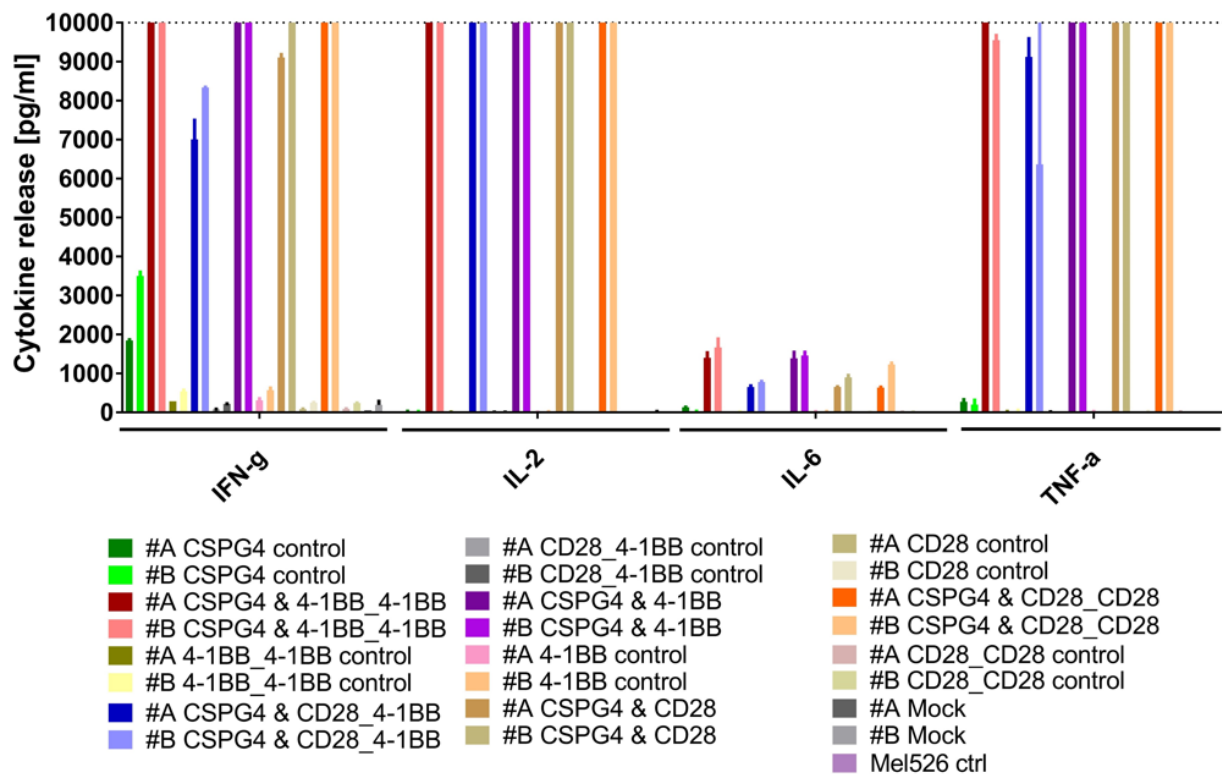 Cytokine release [pg/ml]
10000
9000
8000
7000
6000
5000
4000
3000
2000
1000
0
IFN-g
IL-2
IL-6
TNF-a
#A CSPG4 control
#B CSPG4 control
#A CSPG4 & 4-1BB_4-1BB
#B CSPG4 & 4-1BB_4-1BB
#A 4-1BB_4-1BB control
#B 4-1BB_4-1BB control
#A CSPG4 & CD28_4-1BB
#B CSPG4 & CD28_4-1BB
#A CD28_4-1BB control
#B CD28_4-1BB control
#A CSPG4 & 4-1BB
#B CSPG4 & 4-1BB
#A 4-1BB control
#B 4-1BB control
#A CSPG4 & CD28
#B CSPG4 & CD28
#A CD28 control
#B CD28 control
#A CSPG4 & CD28_CD28
#B CSPG4 & CD28_CD28
#A CD28_CD28 control
#B CD28_CD28 control
#A Mock
#B Mock
Mel526 ctrl